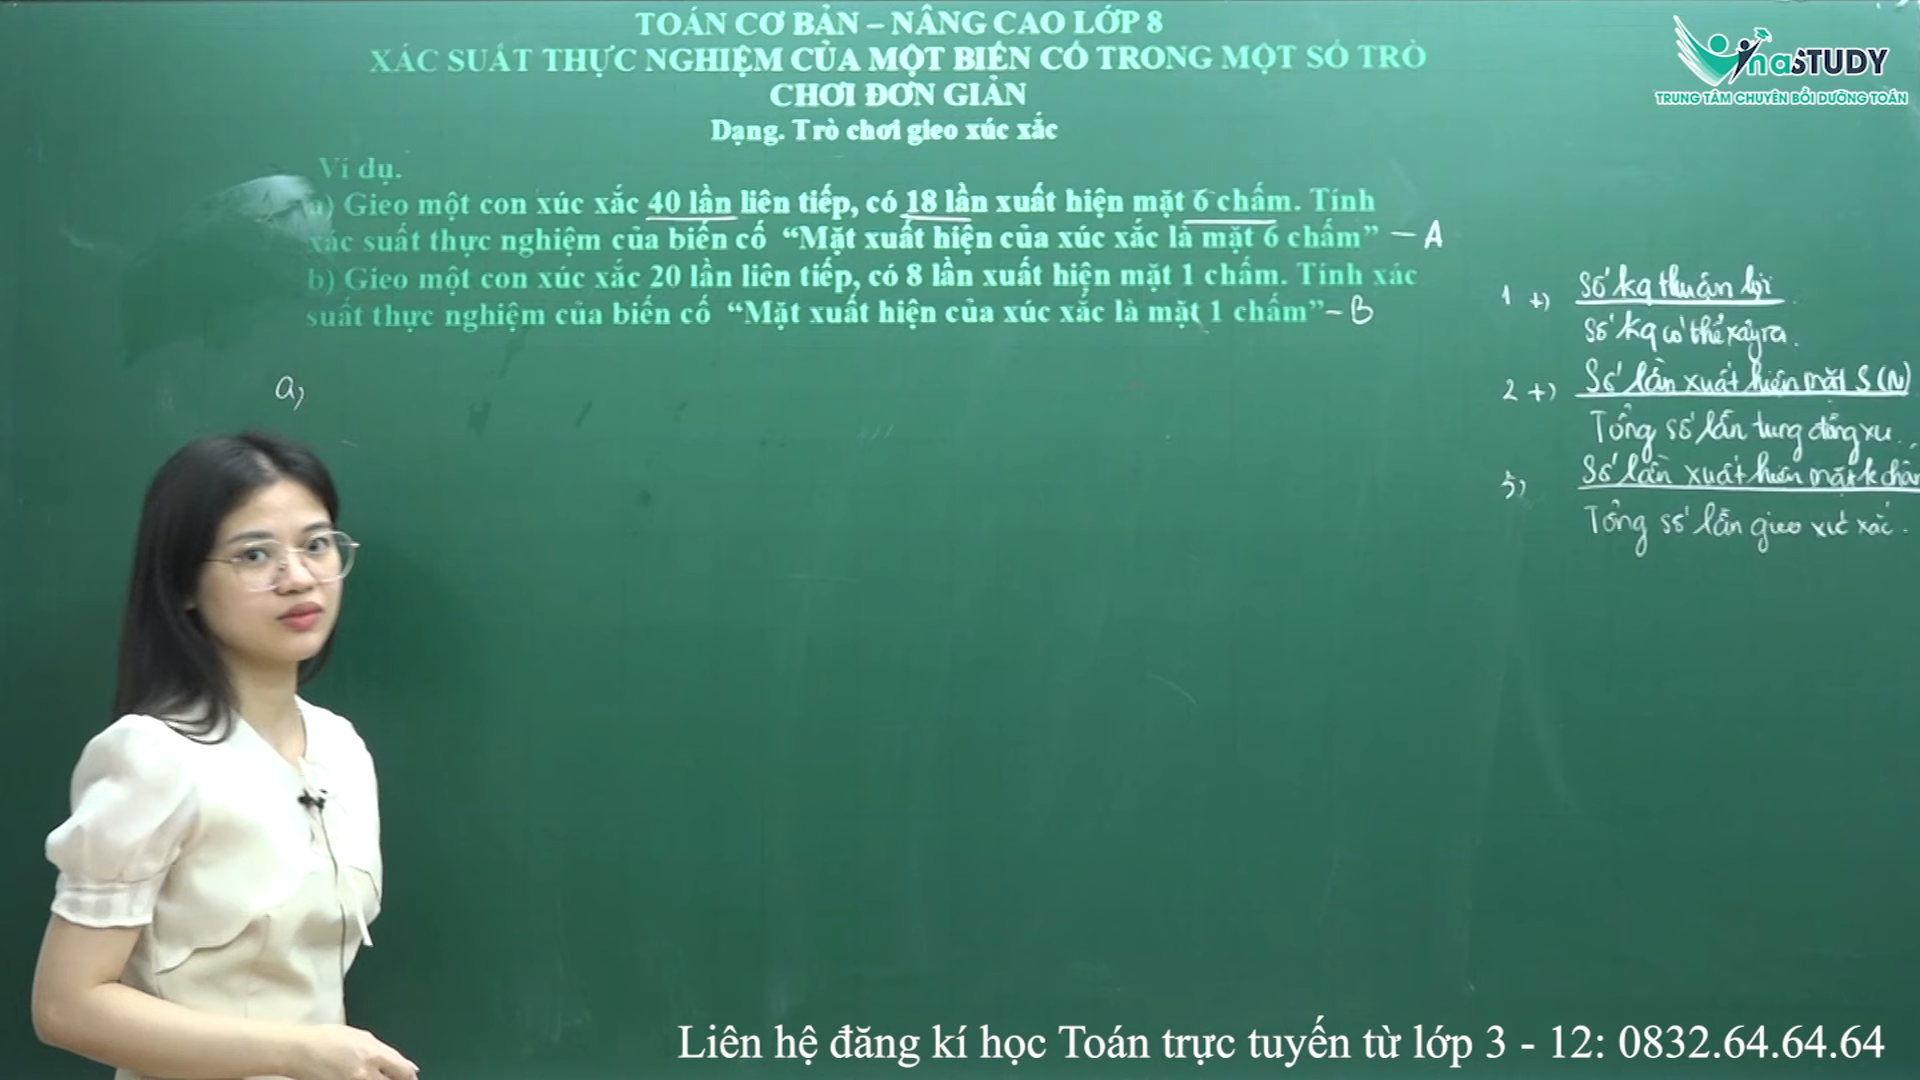 TOÁN CƠ BẢN – NÂNG CAO LỚP 8
XÁC SUẤT THỰC NGHIỆM CỦA MỘT BIẾN CỐ TRONG MỘT SỐ TRÒ
CHƠI ĐƠN GIẢN
Dạng. Trò chơi gieo xúc xắc
Ví dụ.
a) Gieo một con xúc xắc 40 lần liên tiếp, có 18 lần xuất hiện mặt 6 chấm. Tính
xác suất thực nghiệm của biến cố “Mặt xuất hiện của xúc xắc là mặt 6 chấm” – A
b) Gieo một con xúc xắc 20 lần liên tiếp, có 8 lần xuất hiện mặt 1 chấm. Tính xác
suất thực nghiệm của biến cố “Mặt xuất hiện của xúc xắc là mặt 1 chấm” – B
a,
1 +) Số kq thuận lợi
Số kq có thể xảy ra.
2 +) Số lần xuất hiện mặt S (N)
Tổng số lần tung đồng xu.
3) Số lần xuất hiện mặt k chấm
Tổng số lần gieo xúc xắc.
VinaSTUDY
TRUNG TÂM CHUYÊN BỒI DƯỠNG TOÁN
Liên hệ đăng kí học Toán trực tuyến từ lớp 3 - 12: 0832.64.64.64